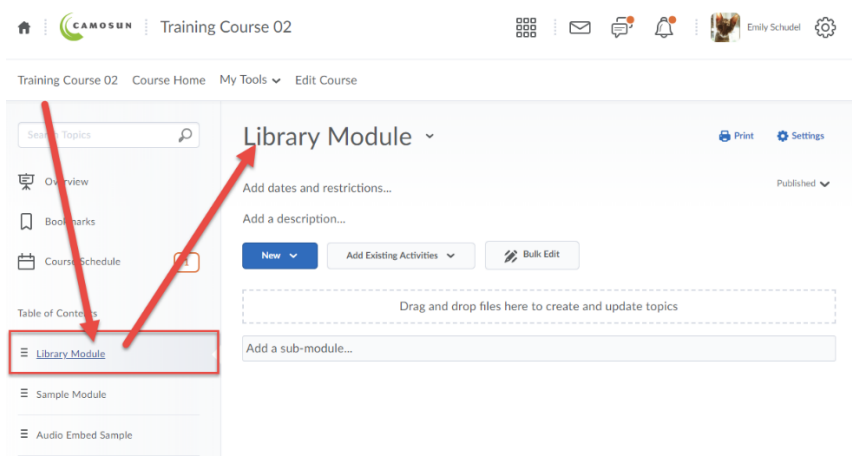 CAMOSUN Training Course 02 Emily Schudel
Training Course 02 Course Home My Tools Edit Course
Search Topics
Library Module
Print Settings
Overview
Add dates and restrictions...
Published
Bookmarks
Add a description...
Course Schedule
1
New Add Existing Activities Bulk Edit
Drag and drop files here to create and update topics
Table of Contents
Add a sub-module...
Library Module
Sample Module
Audio Embed Sample